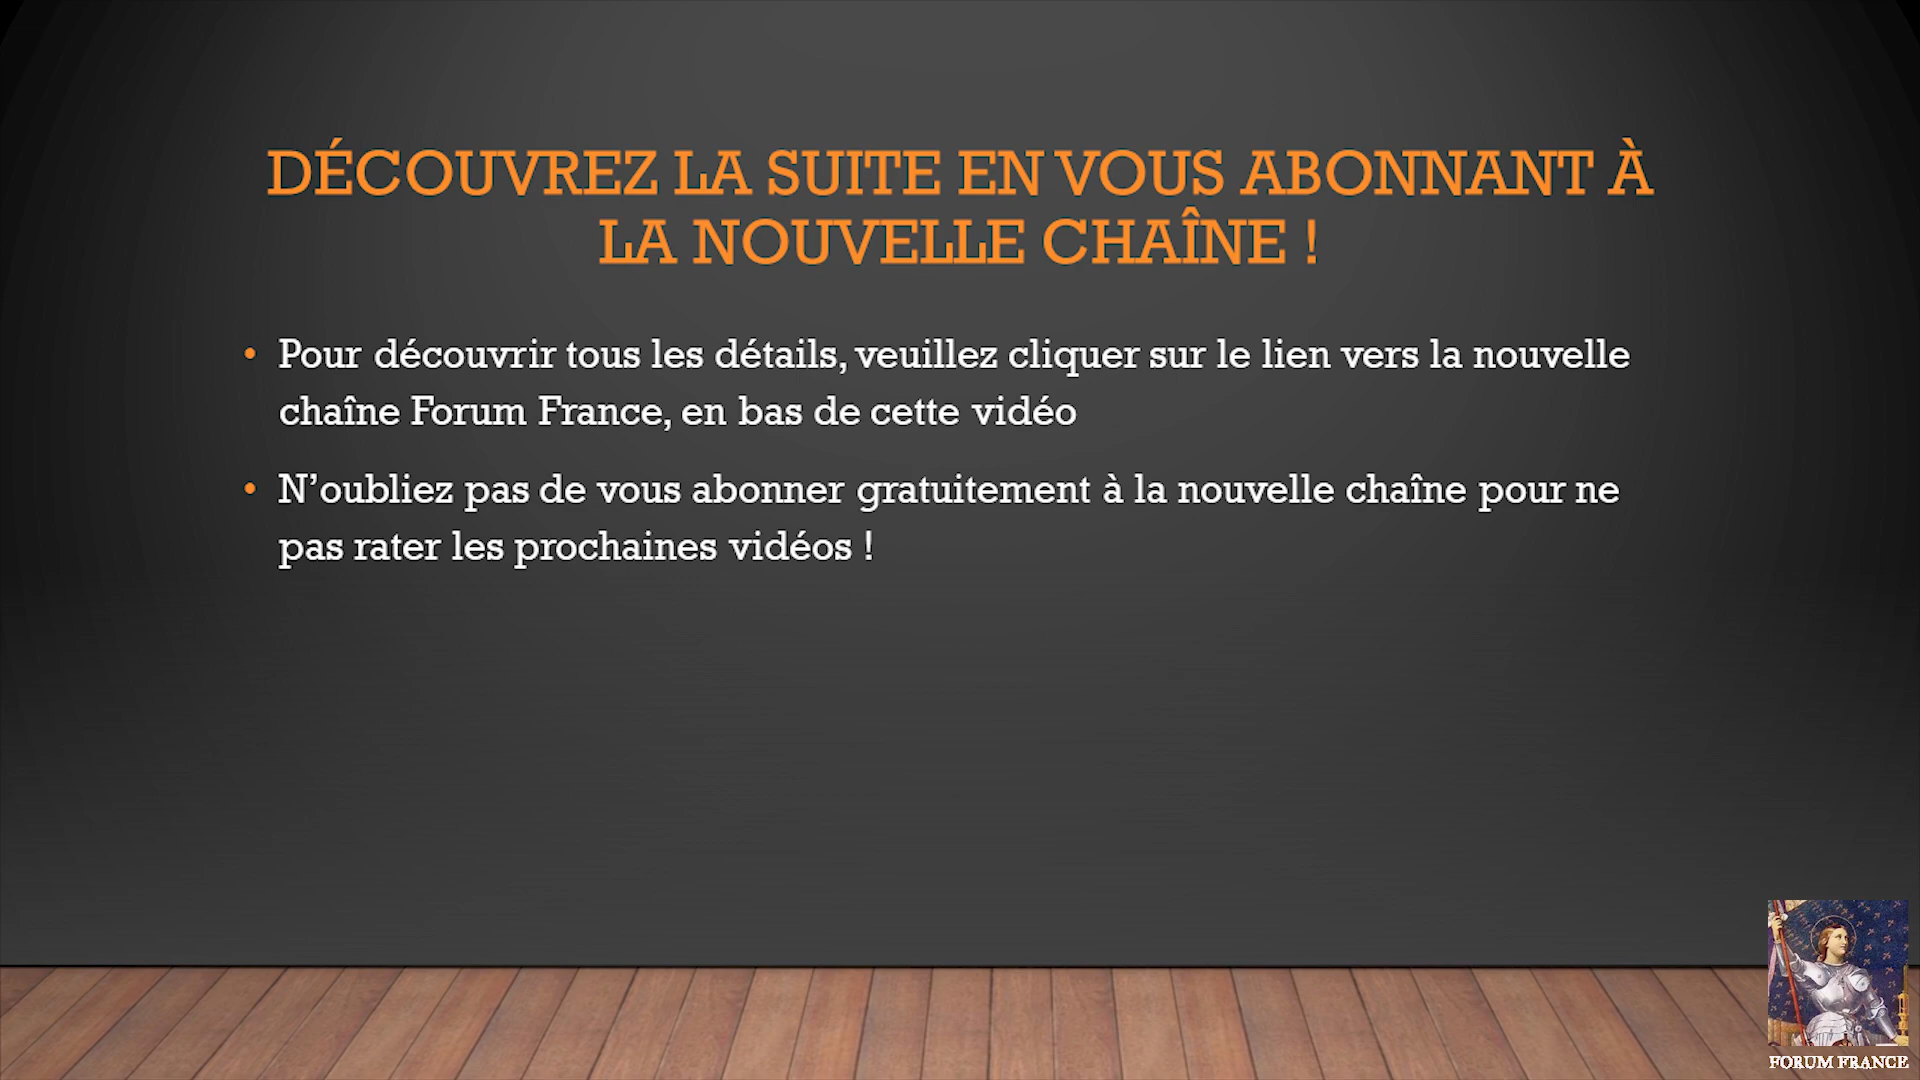 DÉCOUVREZ LA SUITE EN VOUS ABONNANT À
LA NOUVELLE CHAÎNE !
• Pour découvrir tous les détails, veuillez cliquer sur le lien vers la nouvelle
chaîne Forum France, en bas de cette vidéo
• N’oubliez pas de vous abonner gratuitement à la nouvelle chaîne pour ne
pas rater les prochaines vidéos !
FORUM FRANCE